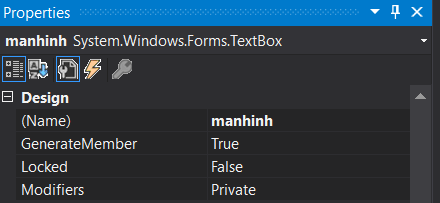 Properties
manhinh System.Windows.Forms.TextBox
Design
(Name) manhinh
GenerateMember True
Locked False
Modifiers Private